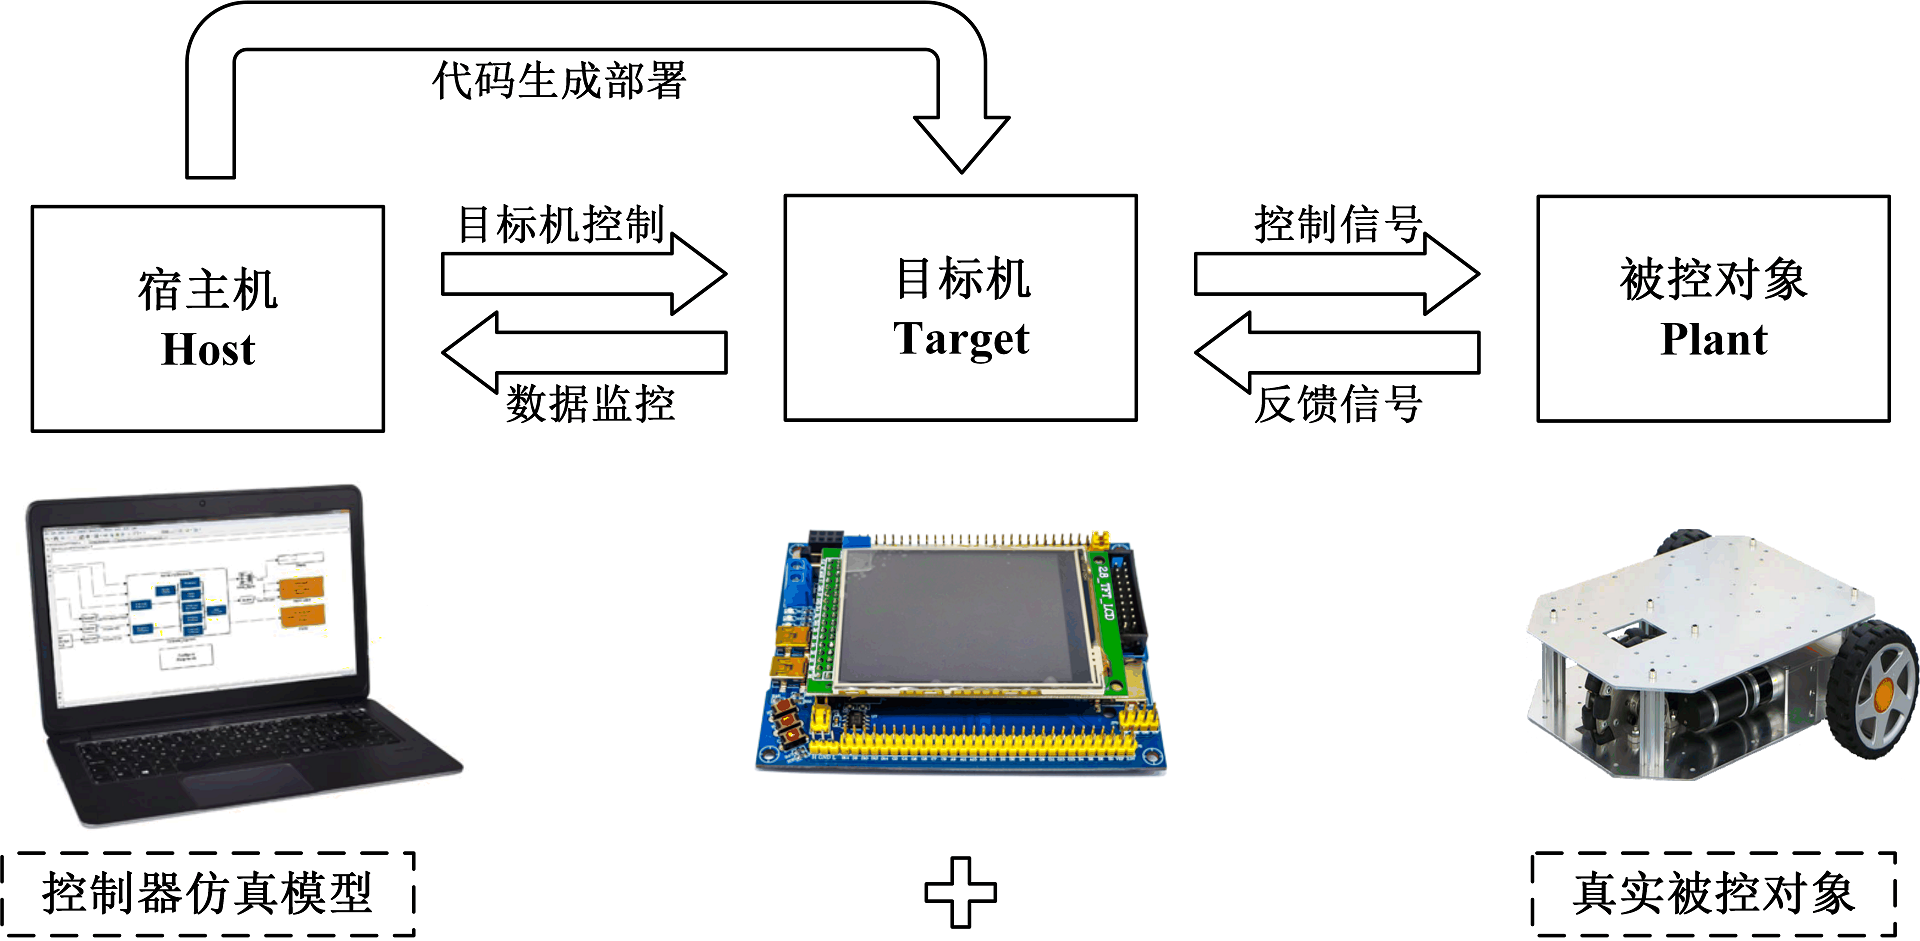 代码生成部署
目标机控制
控制信号
宿主机
Host
目标机
Target
被控对象
Plant
数据监控
反馈信号
28_TFT_LCD
控制器仿真模型
真实被控对象